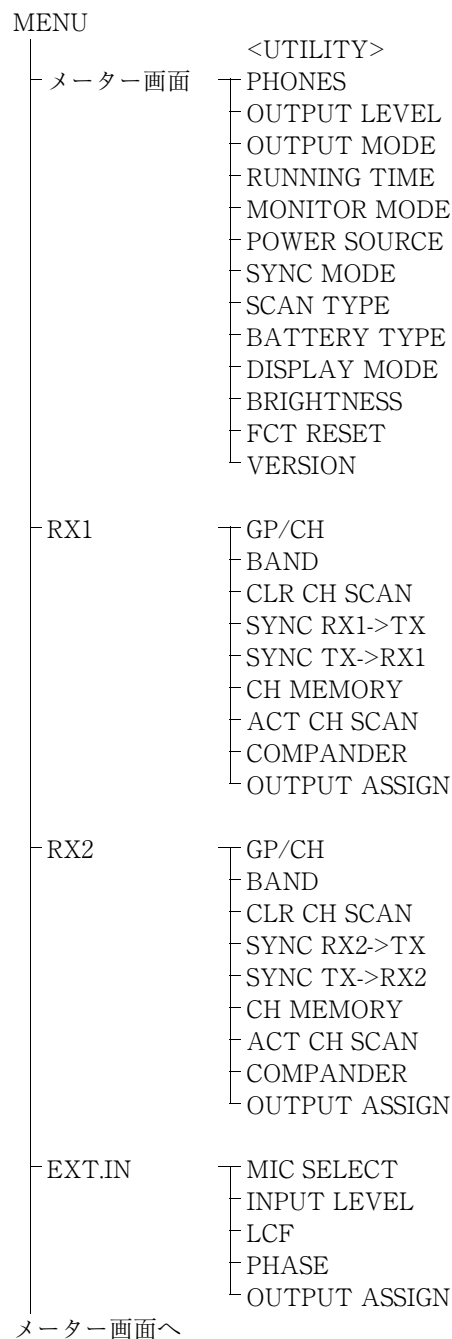 MENU
<UTILITY>
メーター画面 PHONES
OUTPUT LEVEL
OUTPUT MODE
RUNNING TIME
MONITOR MODE
POWER SOURCE
SYNC MODE
SCAN TYPE
BATTERY TYPE
DISPLAY MODE
BRIGHTNESS
FCT RESET
VERSION
RX1 GP/CH
BAND
CLR CH SCAN
SYNC RX1->TX
SYNC TX->RX1
CH MEMORY
ACT CH SCAN
COMPANDER
OUTPUT ASSIGN
RX2 GP/CH
BAND
CLR CH SCAN
SYNC RX2->TX
SYNC TX->RX2
CH MEMORY
ACT CH SCAN
COMPANDER
OUTPUT ASSIGN
EXT.IN MIC SELECT
INPUT LEVEL
LCF
PHASE
OUTPUT ASSIGN
メーター画面へ